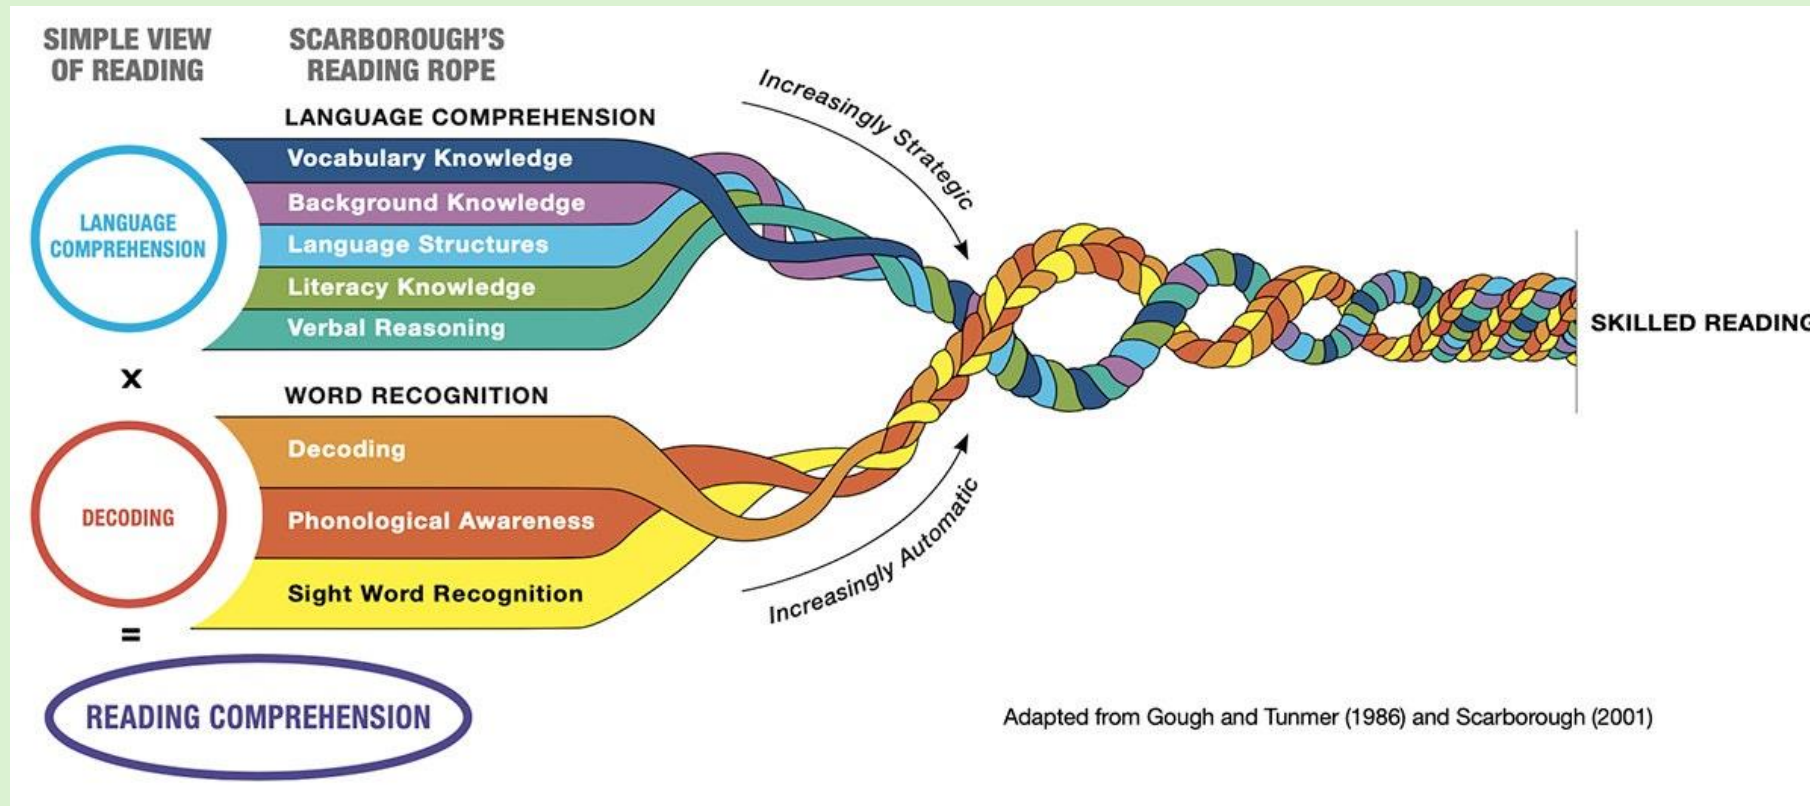 SIMPLE VIEW
OF READING
SCARBOROUGH'S
READING ROPE
LANGUAGE COMPREHENSION
Vocabulary Knowledge
Background Knowledge
Language Structures
Literacy Knowledge
Verbal Reasoning
LANGUAGE
COMPREHENSION
x
WORD RECOGNITION
Decoding
Phonological Awareness
Sight Word Recognition
DECODING
=
READING COMPREHENSION
Increasingly Strategic
Increasingly Automatic
SKILLED READING
Adapted from Gough and Tunmer (1986) and Scarborough (2001)